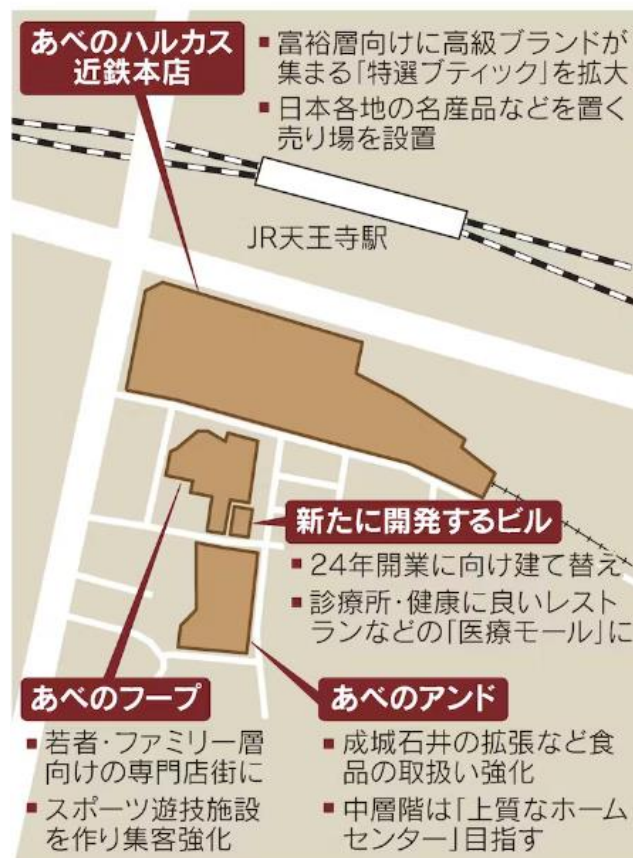 あべのハルカス
近鉄本店
■ 富裕層向けに高級ブランドが
集まる「特選ブティック」を拡大
■ 日本各地の名産品などを置く
売り場を設置
JR天王寺駅
新たに開発するビル
■ 24年開業に向け建て替え
■ 診療所・健康に良いレスト
ランなどの「医療モール」に
あべのフープ
■ 若者・ファミリー層
向けの専門店街に
■ スポーツ遊技施設
を作り集客強化
あべのアンド
■ 成城石井の拡張など食
品の取扱い強化
■ 中層階は「上質なホーム
センター」目指す